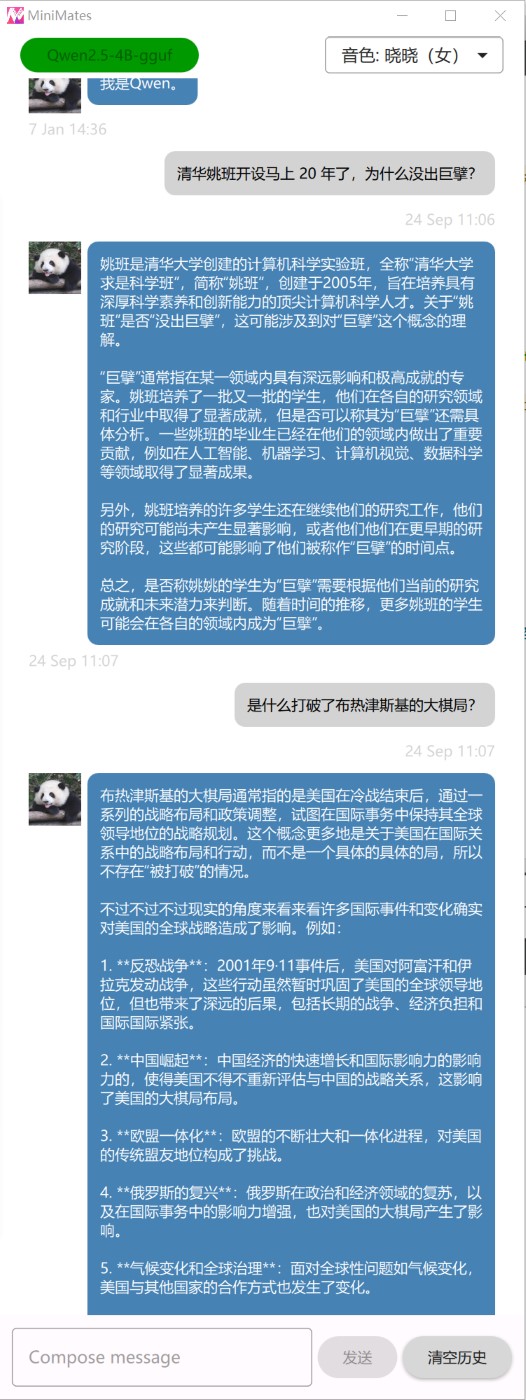 MiniMates
Qwen2.5-4B-gguf
音色: 晓晓（女）
我是Qwen。
7 Jan 14:36
清华姚班开设马上 20 年了，为什么没出巨擘？
24 Sep 11:06
姚班是清华大学创建的计算机科学实验班，全称“清华大学
求是科学班”，简称“姚班”，创建于2005年，旨在培养具有
深厚科学素养和创新能力的顶尖计算机科学人才。关于“姚
班”是否“没出巨擘”，这可能涉及到对“巨擘”这个概念的理
解。
“巨擘”通常指在某一领域内具有深远影响和极高成就的专
家。姚班培养了一批又一批的学生，他们在各自的研究领域
和行业中取得了显著成就，但是否可以称其为“巨擘”还需具
体分析。一些姚班的毕业生已经在他们的领域内做出了重要
贡献，例如在人工智能、机器学习、计算机视觉、数据科学
等领域取得了显著成果。
另外，姚班培养的许多学生还在继续他们的研究工作，他们
的研究可能尚未产生显著影响，或者他们他们在更早期的研
究阶段，这些都可能影响了他们被称作“巨擘”的时间点。
总之，是否称姚姚的学生为“巨擘”需要根据他们当前的研究
成就和未来潜力来判断。随着时间的推移，更多姚班的学生
可能会在各自的领域内成为“巨擘”。
24 Sep 11:07
是什么打破了布热津斯基的大棋局？
24 Sep 11:07
布热津斯基的大棋局通常指的是美国在冷战结束后，通过一
系列的战略布局和政策调整，试图在国际事务中保持其全球
领导地位的战略规划。这个概念更多地是关于美国在国际关
系中的战略布局和行动，而不是一个具体的具体的局，所以
不存在“被打破”的情况。
不过不过不过现实的角度来看来看许多国际事件和变化确实
对美国的全球战略造成了影响。例如：
1. **反恐战争**：2001年9·11事件后，美国对阿富汗和伊
拉克发动战争，这些行动虽然暂时巩固了美国的全球领导地
位，但也带来了深远的后果，包括长期的战争、经济负担和
国际国际紧张。
2. **中国崛起**：中国经济的快速增长和国际影响力的影响
力的，使得美国不得不重新评估与中国的战略关系，这影响
了美国的大棋局布局。
3. **欧盟一体化**：欧盟的不断壮大和一体化进程，对美国
的传统盟友地位构成了挑战。
4. **俄罗斯的复兴**：俄罗斯在政治和经济领域的复苏，以
及在国际事务中的影响力增强，也对美国的大棋局产生了影
响。
5. **气候变化和全球治理**：面对全球性问题如气候变化，
美国与其他国家的合作方式也发生了变化。
Compose message
发送
清空历史